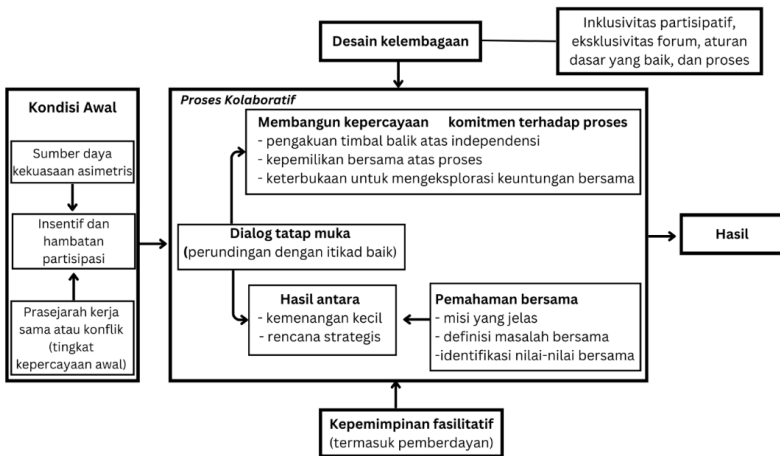 Desain kelembagaan
Inklusivitas partisipatif,
eksklusivitas forum, aturan
dasar yang baik, dan proses
Kondisi Awal
Sumber daya
kekuasaan asimetris
Insentif dan
hambatan
partisipasi
Prasejarah kerja
sama atau konflik
(tingkat
kepercayaan awal)
Proses Kolaboratif
Membangun kepercayaan komitmen terhadap proses
- pengakuan timbal balik atas independensi
- kepemilikan bersama atas proses
- keterbukaan untuk mengeksplorasi keuntungan bersama
Dialog tatap muka
(perundingan dengan itikad baik)
Hasil antara
- kemenangan kecil
- rencana strategis
Pemahaman bersama
- misi yang jelas
- definisi masalah bersama
-identifikasi nilai-nilai bersama
Hasil
Kepemimpinan fasilitatif
(termasuk pemberdayan)